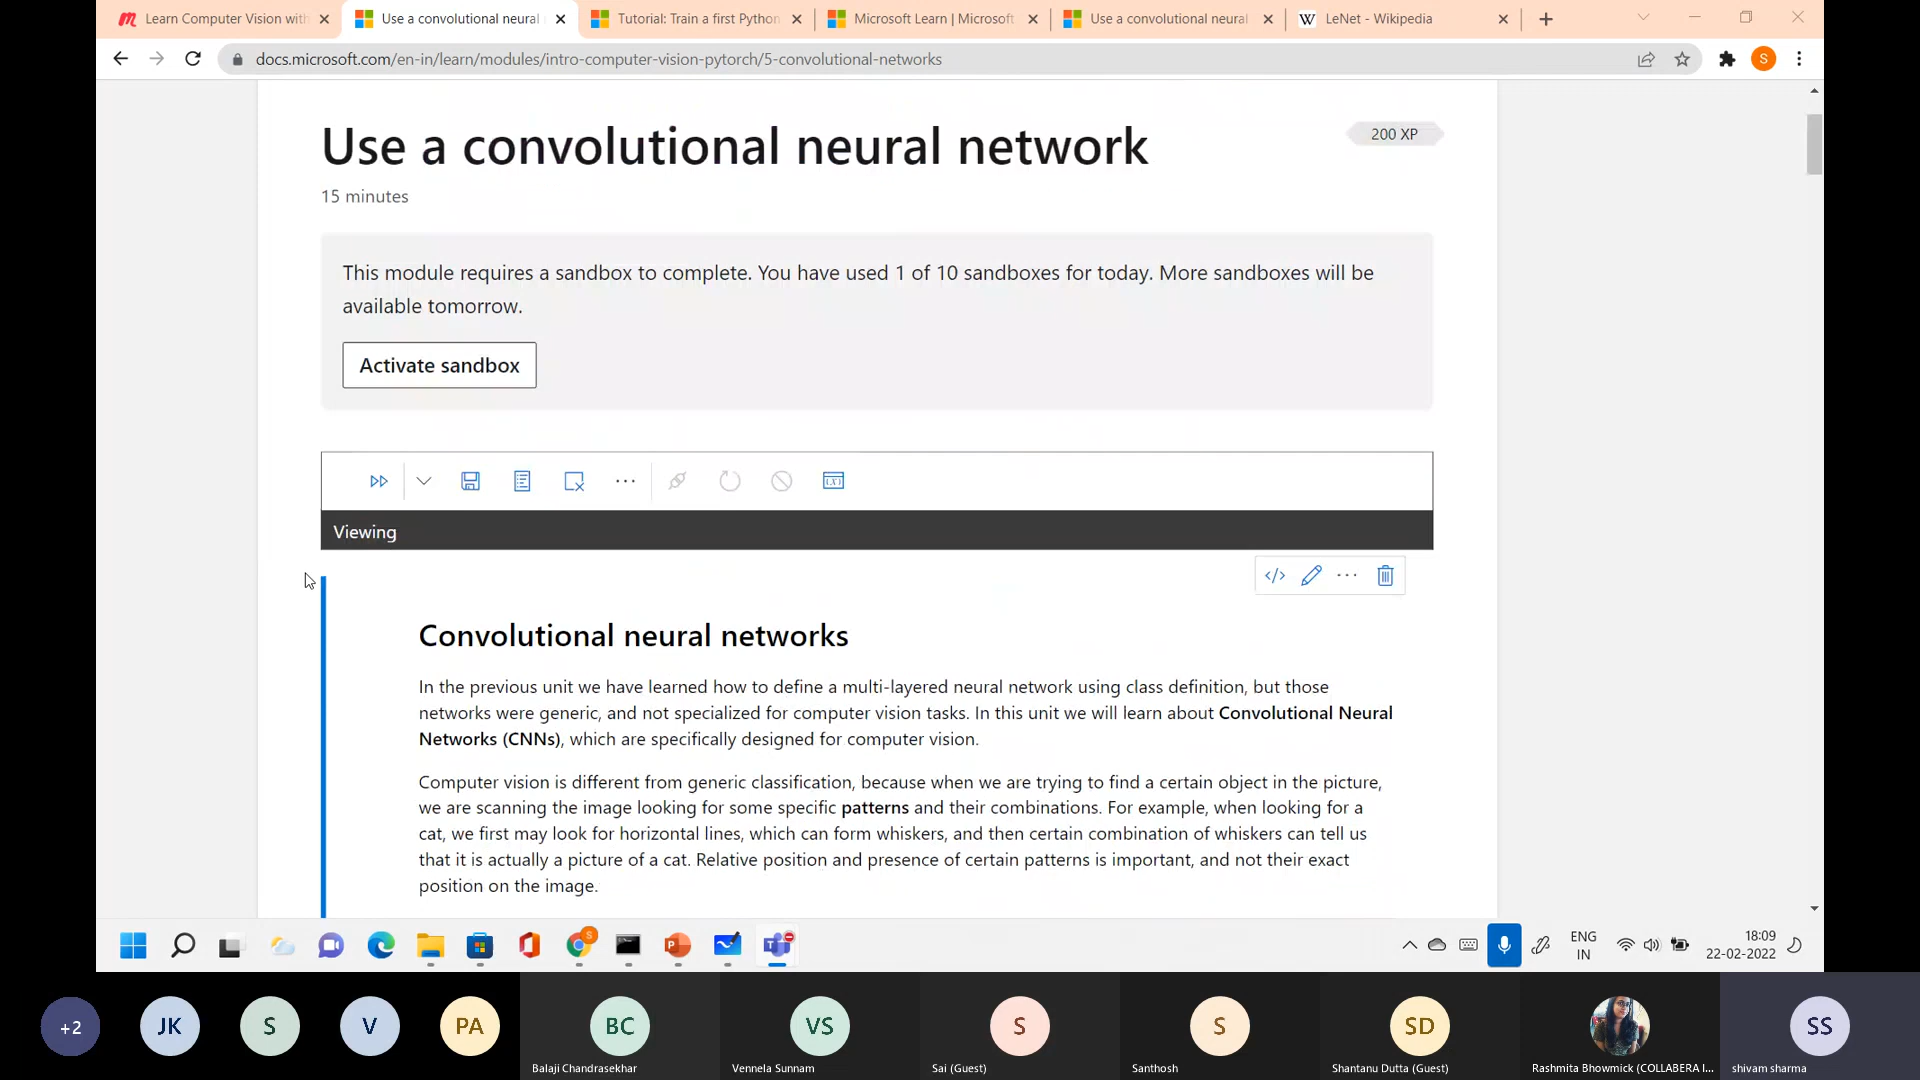 Learn Computer Vision with
Use a convolutional neural
Tutorial: Train a first Python
Microsoft Learn | Microsoft
Use a convolutional neural
W LeNet - Wikipedia
docs.microsoft.com/en-in/learn/modules/intro-computer-vision-pytorch/5-convolutional-networks
S
Use a convolutional neural network
200 XP
15 minutes
This module requires a sandbox to complete. You have used 1 of 10 sandboxes for today. More sandboxes will be
available tomorrow.
Activate sandbox
Viewing
Convolutional neural networks
In the previous unit we have learned how to define a multi-layered neural network using class definition, but those
networks were generic, and not specialized for computer vision tasks. In this unit we will learn about Convolutional Neural
Networks (CNNs), which are specifically designed for computer vision.
Computer vision is different from generic classification, because when we are trying to find a certain object in the picture,
we are scanning the image looking for some specific patterns and their combinations. For example, when looking for a
cat, we first may look for horizontal lines, which can form whiskers, and then certain combination of whiskers can tell us
that it is actually a picture of a cat. Relative position and presence of certain patterns is important, and not their exact
position on the image.
ENG
IN
18:09
22-02-2022
+2
JK
S
V
PA
BC
VS
S
S
SD
SS
Balaji Chandrasekhar
Vennela Sunnam
Sai (Guest)
Santhosh
Shantanu Dutta (Guest)
Rashmita Bhowmick (COLLABERA I...
shivam sharma